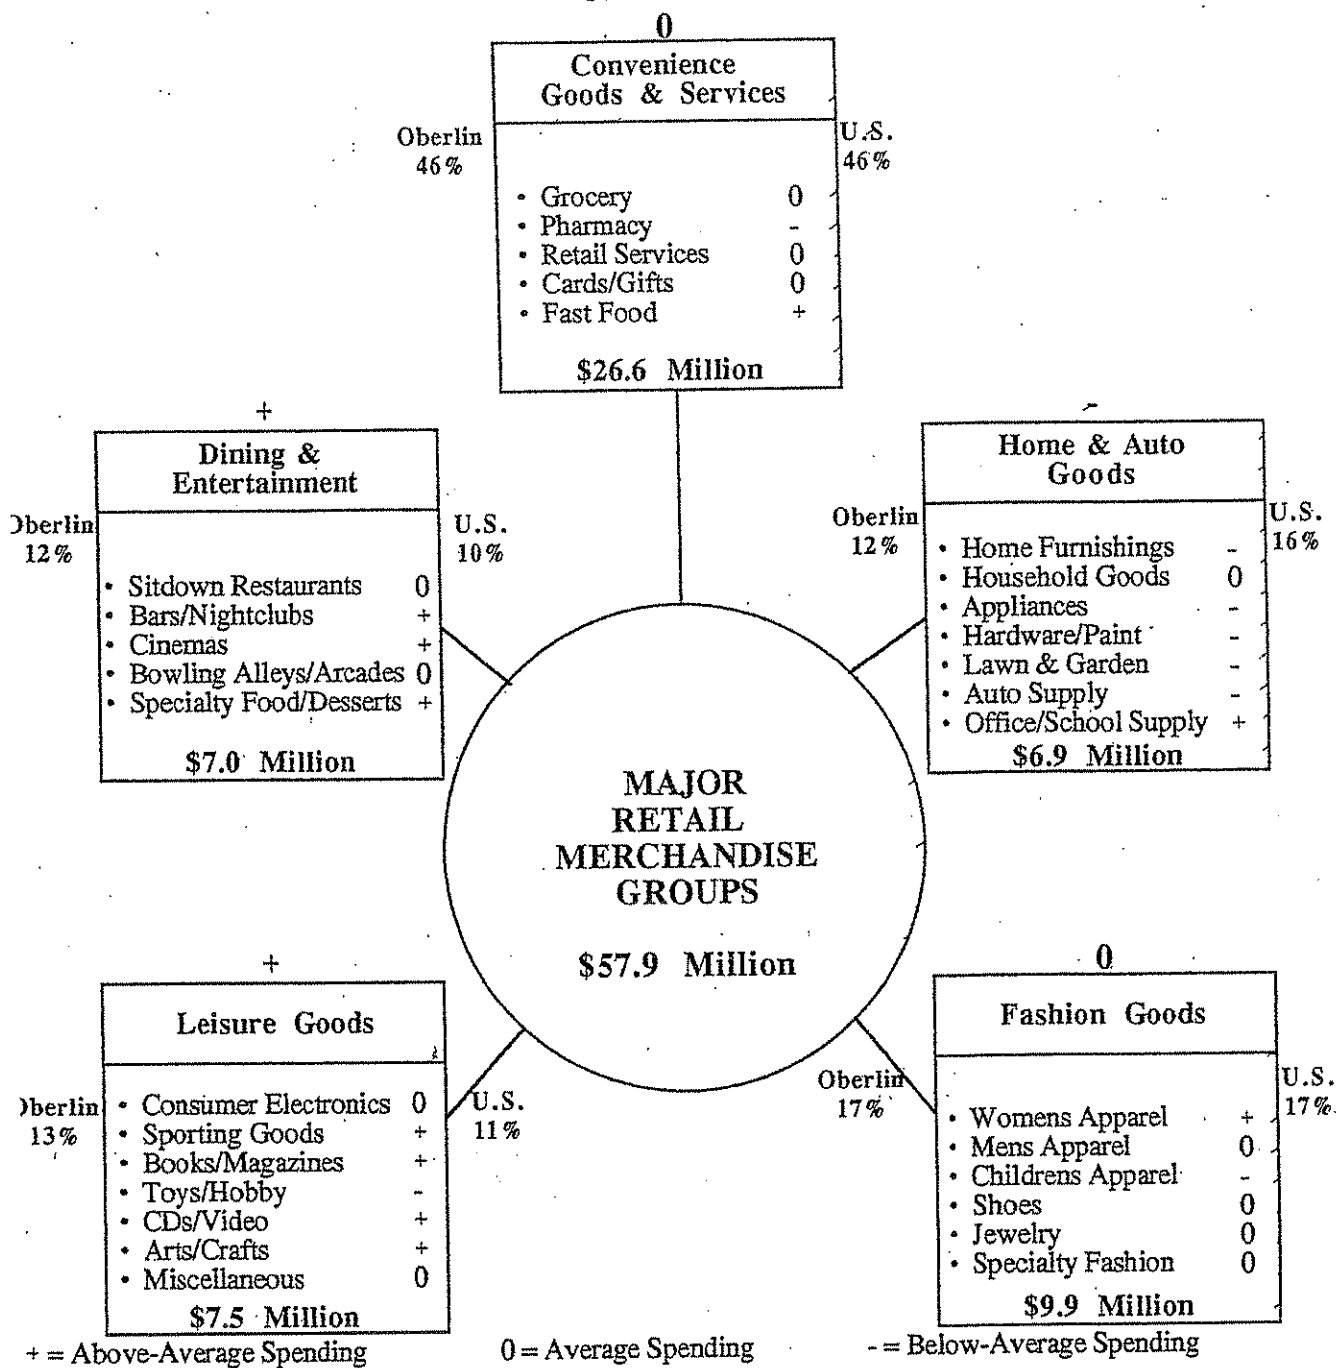 0
Convenience
Goods & Services
Oberlin
46%
U.S.
46%
• Grocery 0
• Pharmacy -
• Retail Services 0
• Cards/Gifts 0
• Fast Food +
$26.6 Million
+
Dining &
Entertainment
Oberlin
12%
U.S.
10%
• Sitdown Restaurants 0
• Bars/Nightclubs +
• Cinemas +
• Bowling Alleys/Arcades 0
• Specialty Food/Desserts +
$7.0 Million
-
Home & Auto
Goods
Oberlin
12%
U.S.
16%
• Home Furnishings -
• Household Goods 0
• Appliances -
• Hardware/Paint -
• Lawn & Garden -
• Auto Supply -
• Office/School Supply +
$6.9 Million
MAJOR
RETAIL
MERCHANDISE
GROUPS
$57.9 Million
+
Leisure Goods
Oberlin
13%
U.S.
11%
• Consumer Electronics 0
• Sporting Goods +
• Books/Magazines +
• Toys/Hobby -
• CDs/Video +
• Arts/Crafts +
• Miscellaneous 0
$7.5 Million
0
Fashion Goods
Oberlin
17%
U.S.
17%
• Womens Apparel +
• Mens Apparel 0
• Childrens Apparel -
• Shoes 0
• Jewelry 0
• Specialty Fashion 0
$9.9 Million
+ = Above-Average Spending 0 = Average Spending - = Below-Average Spending